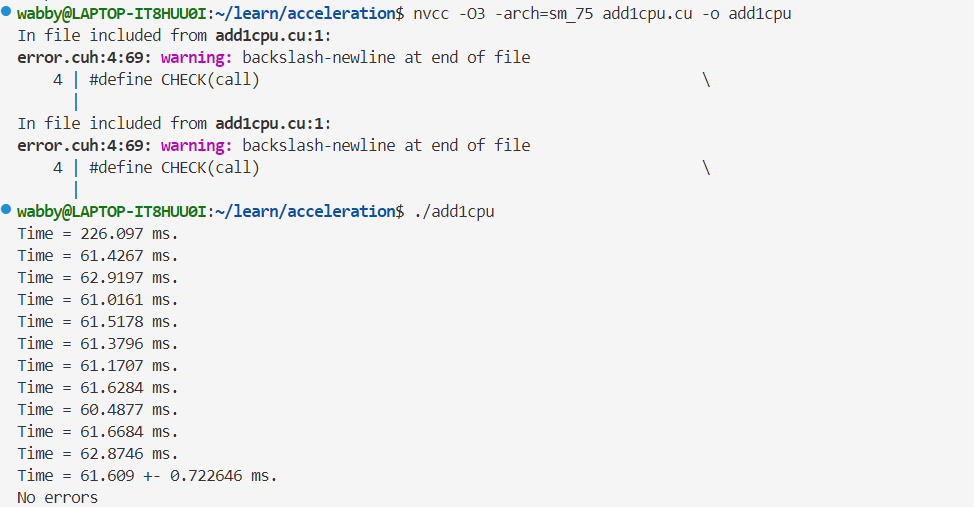 wabby@LAPTOP-IT8HUU0I:~/learn/acceleration$ nvcc -O3 -arch=sm_75 add1cpu.cu -o add1cpu
In file included from add1cpu.cu:1:
error.cuh:4:69: warning: backslash-newline at end of file
    4 | #define CHECK(call)                                                 \
      |
In file included from add1cpu.cu:1:
error.cuh:4:69: warning: backslash-newline at end of file
    4 | #define CHECK(call)                                                 \
      |
wabby@LAPTOP-IT8HUU0I:~/learn/acceleration$ ./add1cpu
Time = 226.097 ms.
Time = 61.4267 ms.
Time = 62.9197 ms.
Time = 61.0161 ms.
Time = 61.5178 ms.
Time = 61.3796 ms.
Time = 61.1707 ms.
Time = 61.6284 ms.
Time = 60.4877 ms.
Time = 61.6684 ms.
Time = 62.8746 ms.
Time = 61.609 +- 0.722646 ms.
No errors